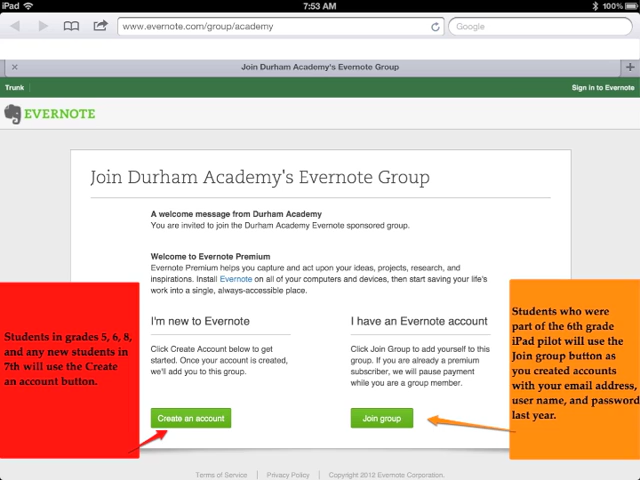 iPad 7:53 AM 100%
www.evernote.com/group/academy Google
Join Durham Academy's Evernote Group
Trunk Sign in to Evernote
EVERNOTE
Join Durham Academy's Evernote Group
A welcome message from Durham Academy
You are invited to join the Durham Academy Evernote sponsored group.
Welcome to Evernote Premium
Evernote Premium helps you capture and act upon your ideas, projects, research, and
inspirations. Install Evernote on all of your computers and devices, then start saving your life's
work into a single, always-accessible place.
I'm new to Evernote
Click Create Account below to get
started. Once your account is created,
we'll add you to this group.
Create an account
I have an Evernote account
Click Join Group to add yourself to this
group. If you are already a premium
subscriber, we will pause payment
while you are a group member.
Join group
Students in grades 5, 6, 8,
and any new students in
7th will use the Create
an account button.
Students who were
part of the 6th grade
iPad pilot will use the
Join group button as
you created accounts
with your email address,
user name, and password
last year.
Terms of Service Privacy Policy Copyright 2012 Evernote Corporation.